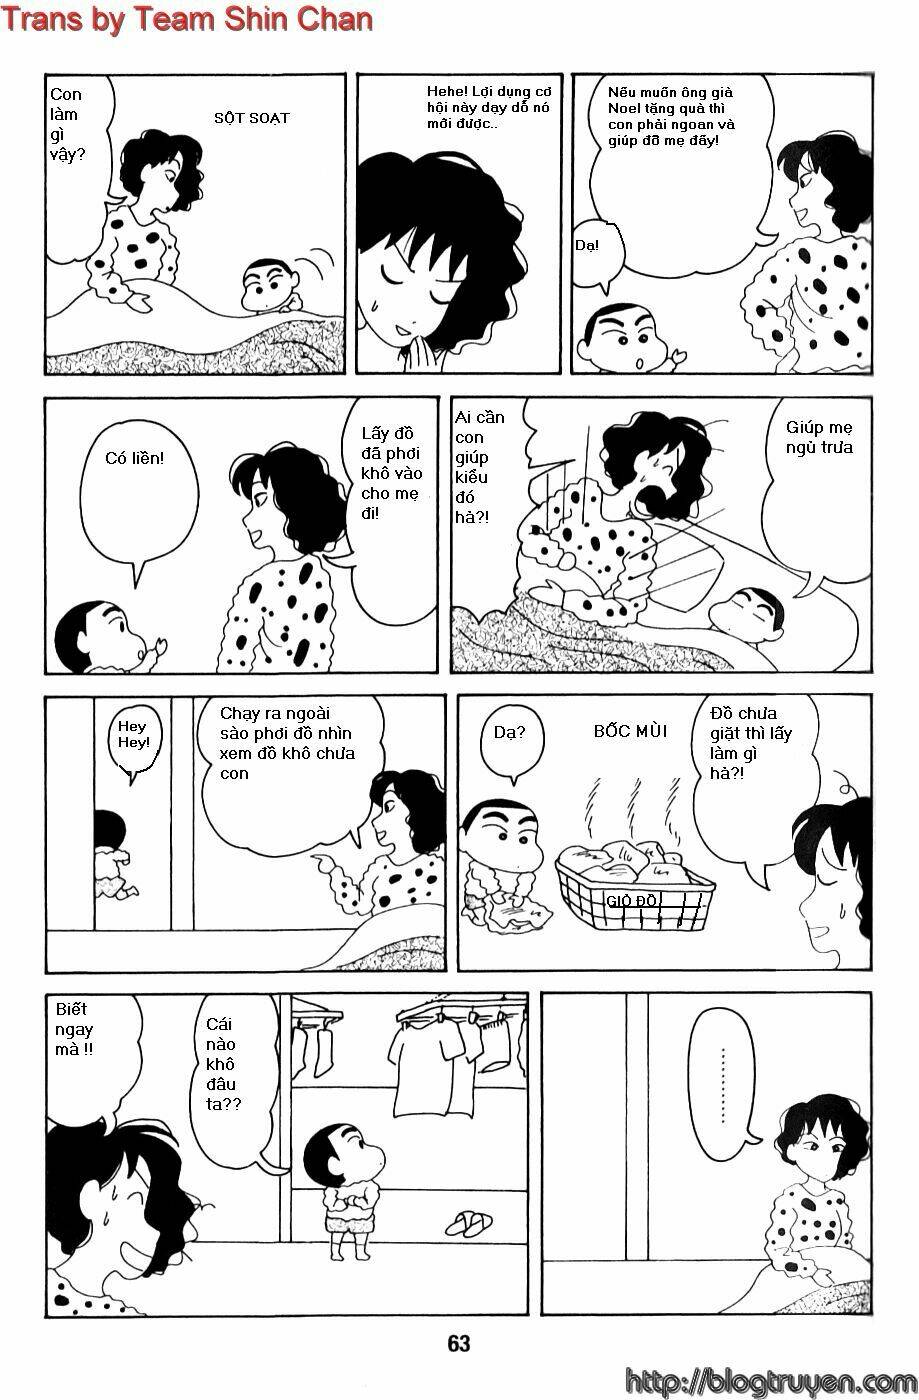 Trans by Team Shin Chan
Con
làm
gì
vậy?
SỘT SOẠT
Hehe! Lợi dụng cơ
hội này dạy dỗ nó
mới được..
Nếu muốn ông già
Noel tặng quà thì
con phải ngoan và
giúp đỡ mẹ đấy!
Dạ!
Có liền!
Lấy đồ
đã phơi
khô vào
cho mẹ
đi!
Ai cần
con
giúp
kiểu
đó
hả?!
Giúp mẹ
ngủ trưa
Hey
Hey!
Chạy ra ngoài
sào phơi đồ nhìn
xem đồ khô chưa
con
Dạ?
BỐC MÙI
Đồ chưa
giặt thì lấy
làm gì
hả?!
GIỎ ĐỒ
Biết
ngay
mà !!
Cái
nào
khô
đâu
ta??
..........
63
http://blogtruyen.com